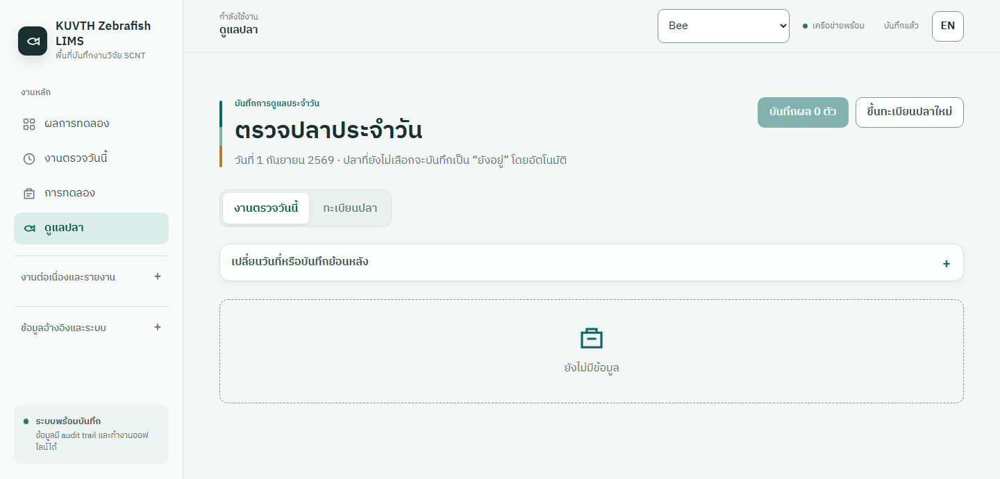 KUVTH Zebrafish
LIMS
พื้นที่บันทึกงานวิจัย SCNT
งานหลัก
ผลการทดลอง
งานตรวจวันนี้
การทดลอง
ดูแลปลา
งานต่อเนื่องและรายงาน +
ข้อมูลอ้างอิงและระบบ +
ระบบพร้อมบันทึก
ข้อมูลมี audit trail และทำงานออฟ
ไลน์ได้
กำลังใช้งาน
ดูแลปลา
Bee
เครือข่ายพร้อม
บันทึกแล้ว
EN
บันทึกการดูแลประจำวัน
ตรวจปลาประจำวัน
วันที่ 1 กันยายน 2569 · ปลาที่ยังไม่เลือกจะบันทึกเป็น “ยังอยู่” โดยอัตโนมัติ
บันทึกผล 0 ตัว
ขึ้นทะเบียนปลาใหม่
งานตรวจวันนี้
ทะเบียนปลา
เปลี่ยนวันที่หรือบันทึกย้อนหลัง +
ยังไม่มีข้อมูล